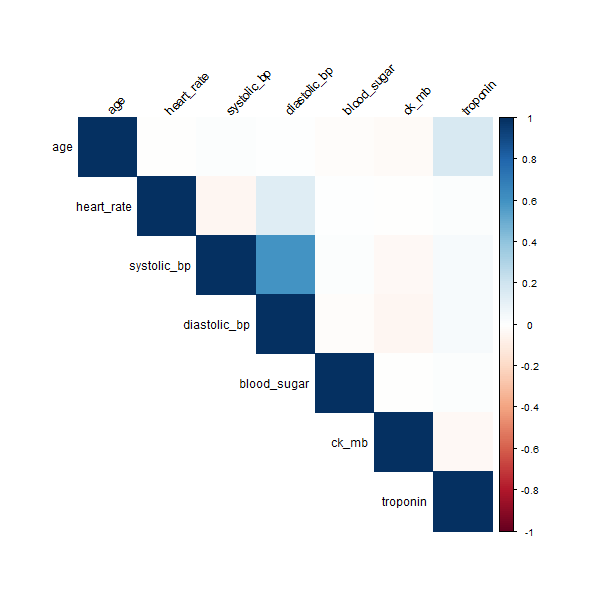 age
heart_rate
systolic_bp
diastolic_bp
blood_sugar
ck_mb
troponin
age
heart_rate
systolic_bp
diastolic_bp
blood_sugar
ck_mb
troponin
1
0.8
0.6
0.4
0.2
0
-0.2
-0.4
-0.6
-0.8
-1